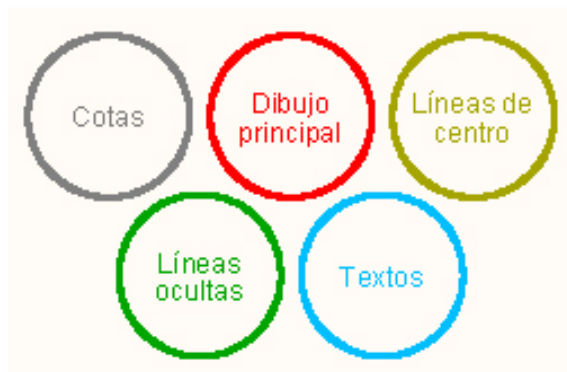 Cotas
Dibujo
principal
Líneas de
centro
Líneas
ocultas
Textos